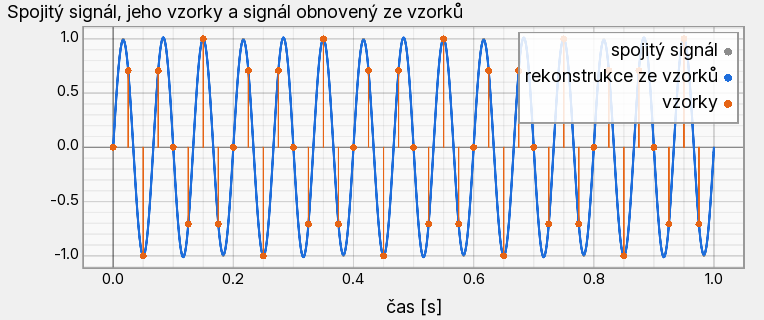 Spojitý signál, jeho vzorky a signál obnovený ze vzorků
1.0
0.5
0.0
-0.5
-1.0
spojitý signál
rekonstrukce ze vzorků
vzorky
0.0 0.2 0.4 0.6 0.8 1.0
čas [s]